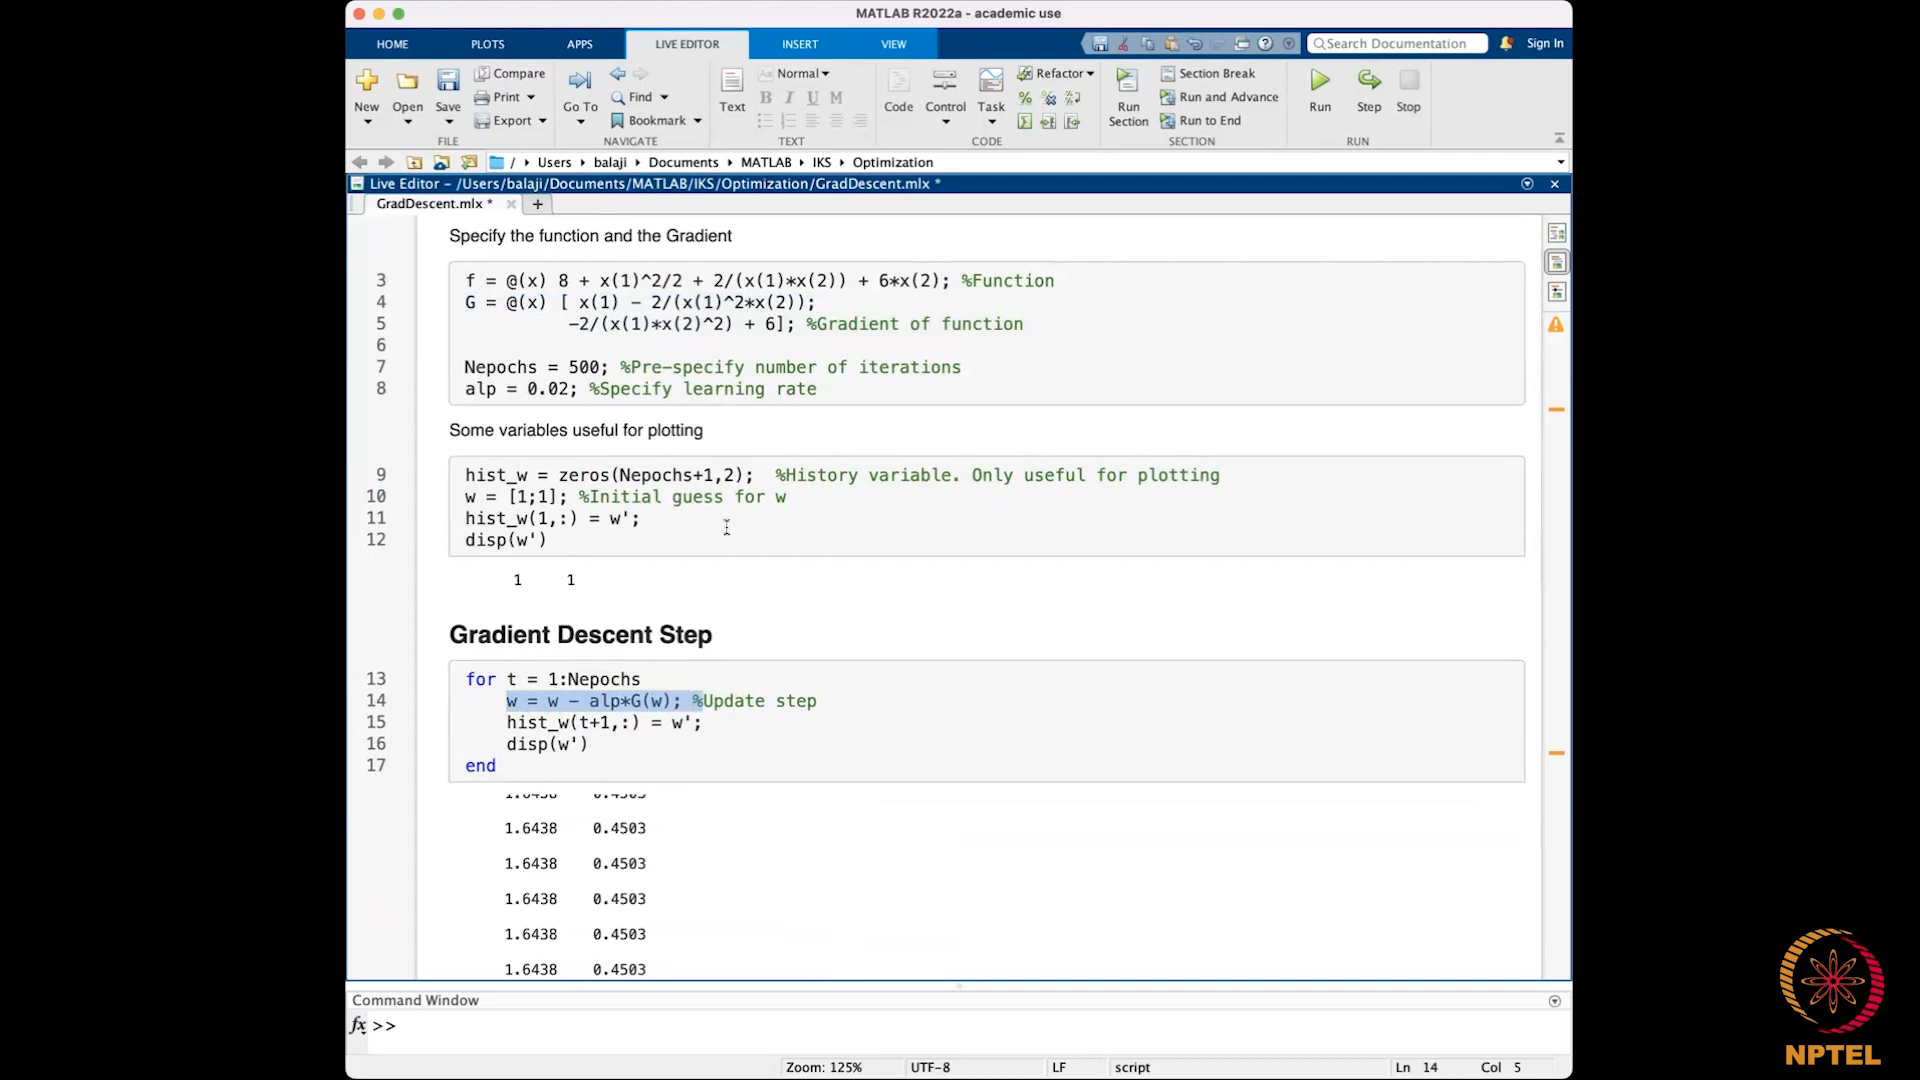 MATLAB R2022a - academic use
HOME PLOTS APPS LIVE EDITOR INSERT VIEW Search Documentation Sign In
New Open Save Compare Print Export Go To Find Bookmark Text Normal B I U M Code Control Task Refactor Run Section Section Break Run and Advance Run to End Run Step Stop
FILE NAVIGATE TEXT CODE SECTION RUN
/ Users balaji Documents MATLAB IKS Optimization
Live Editor - /Users/balaji/Documents/MATLAB/IKS/Optimization/GradDescent.mlx *
GradDescent.mlx * +
Specify the function and the Gradient
3 f = @(x) 8 + x(1)^2/2 + 2/(x(1)*x(2)) + 6*x(2); %Function
4 G = @(x) [ x(1) - 2/(x(1)^2*x(2));
5 -2/(x(1)*x(2)^2) + 6]; %Gradient of function
6
7 Nepochs = 500; %Pre-specify number of iterations
8 alp = 0.02; %Specify learning rate
Some variables useful for plotting
9 hist_w = zeros(Nepochs+1,2); %History variable. Only useful for plotting
10 w = [1;1]; %Initial guess for w
11 hist_w(1,:) = w';
12 disp(w')
1 1
Gradient Descent Step
13 for t = 1:Nepochs
14 w = w - alp*G(w); %Update step
15 hist_w(t+1,:) = w';
16 disp(w')
17 end
1.6438 0.4503
1.6438 0.4503
1.6438 0.4503
1.6438 0.4503
1.6438 0.4503
1.6438 0.4503
Command Window
fx >>
Zoom: 125% UTF-8 LF script Ln 14 Col 5
NPTEL